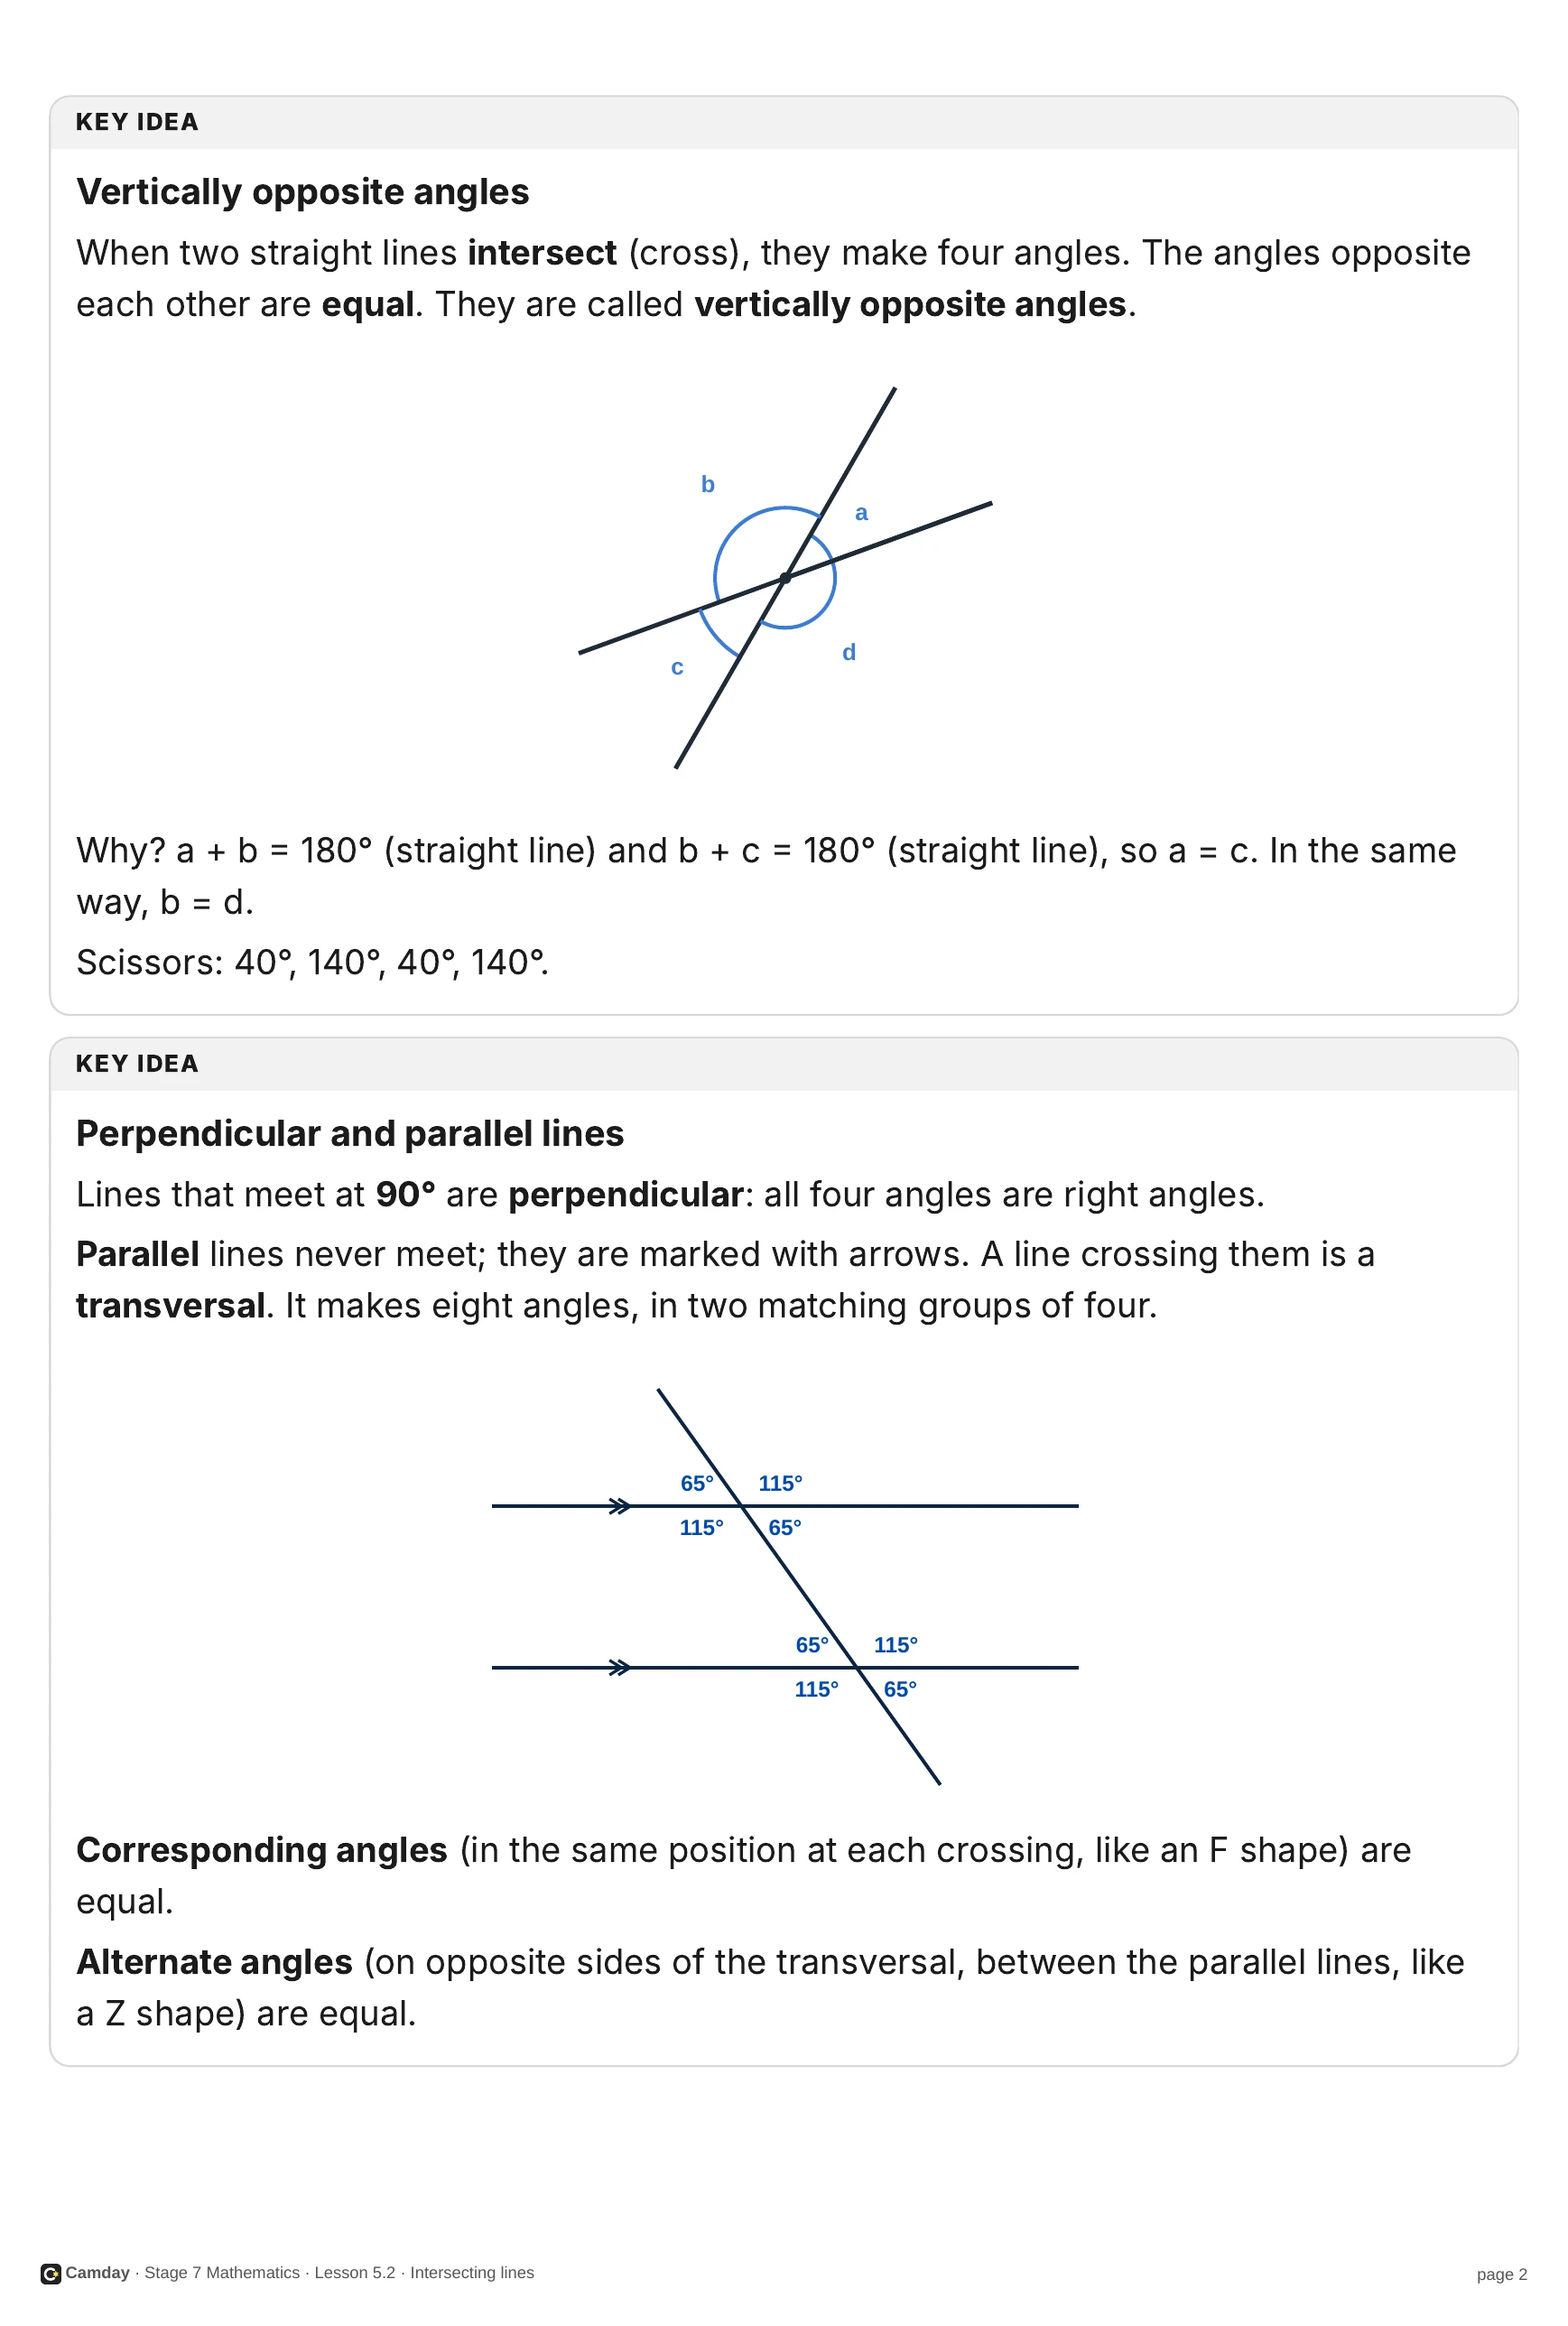 KEY IDEA
Vertically opposite angles
When two straight lines intersect (cross), they make four angles. The angles opposite
each other are equal. They are called vertically opposite angles.
b
a
c
d
Why? a + b = 180° (straight line) and b + c = 180° (straight line), so a = c. In the same
way, b = d.
Scissors: 40°, 140°, 40°, 140°.
KEY IDEA
Perpendicular and parallel lines
Lines that meet at 90° are perpendicular: all four angles are right angles.
Parallel lines never meet; they are marked with arrows. A line crossing them is a
transversal. It makes eight angles, in two matching groups of four.
65° 115°
115° 65°
65° 115°
115° 65°
Corresponding angles (in the same position at each crossing, like an F shape) are
equal.
Alternate angles (on opposite sides of the transversal, between the parallel lines, like
a Z shape) are equal.
Camday · Stage 7 Mathematics · Lesson 5.2 · Intersecting lines page 2